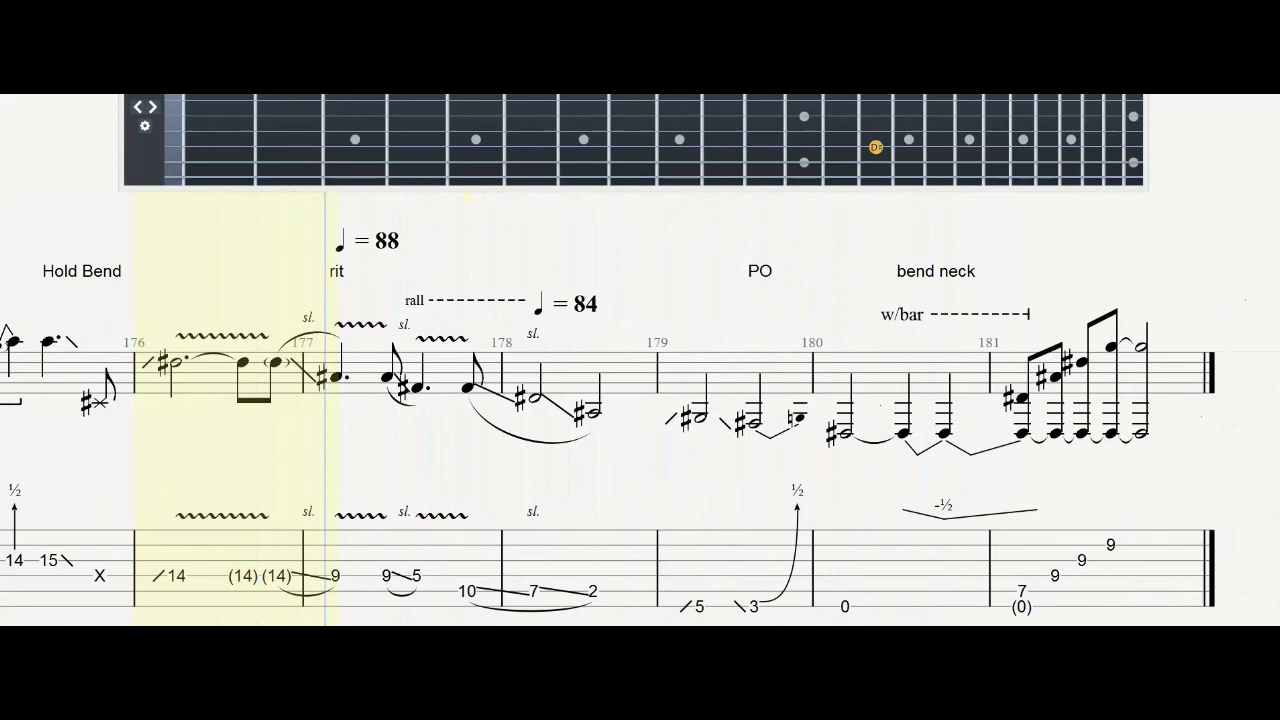 D♯
= 88
Hold Bend rit PO bend neck
rall = 84
w/bar
sl. sl. sl.
176 177 178 179 180 181
½ ½
sl. sl. sl. -½
9
14 15 9
X 14 (14) (14) 9 9 5 9
10 7 2 7
5 3 0 (0)